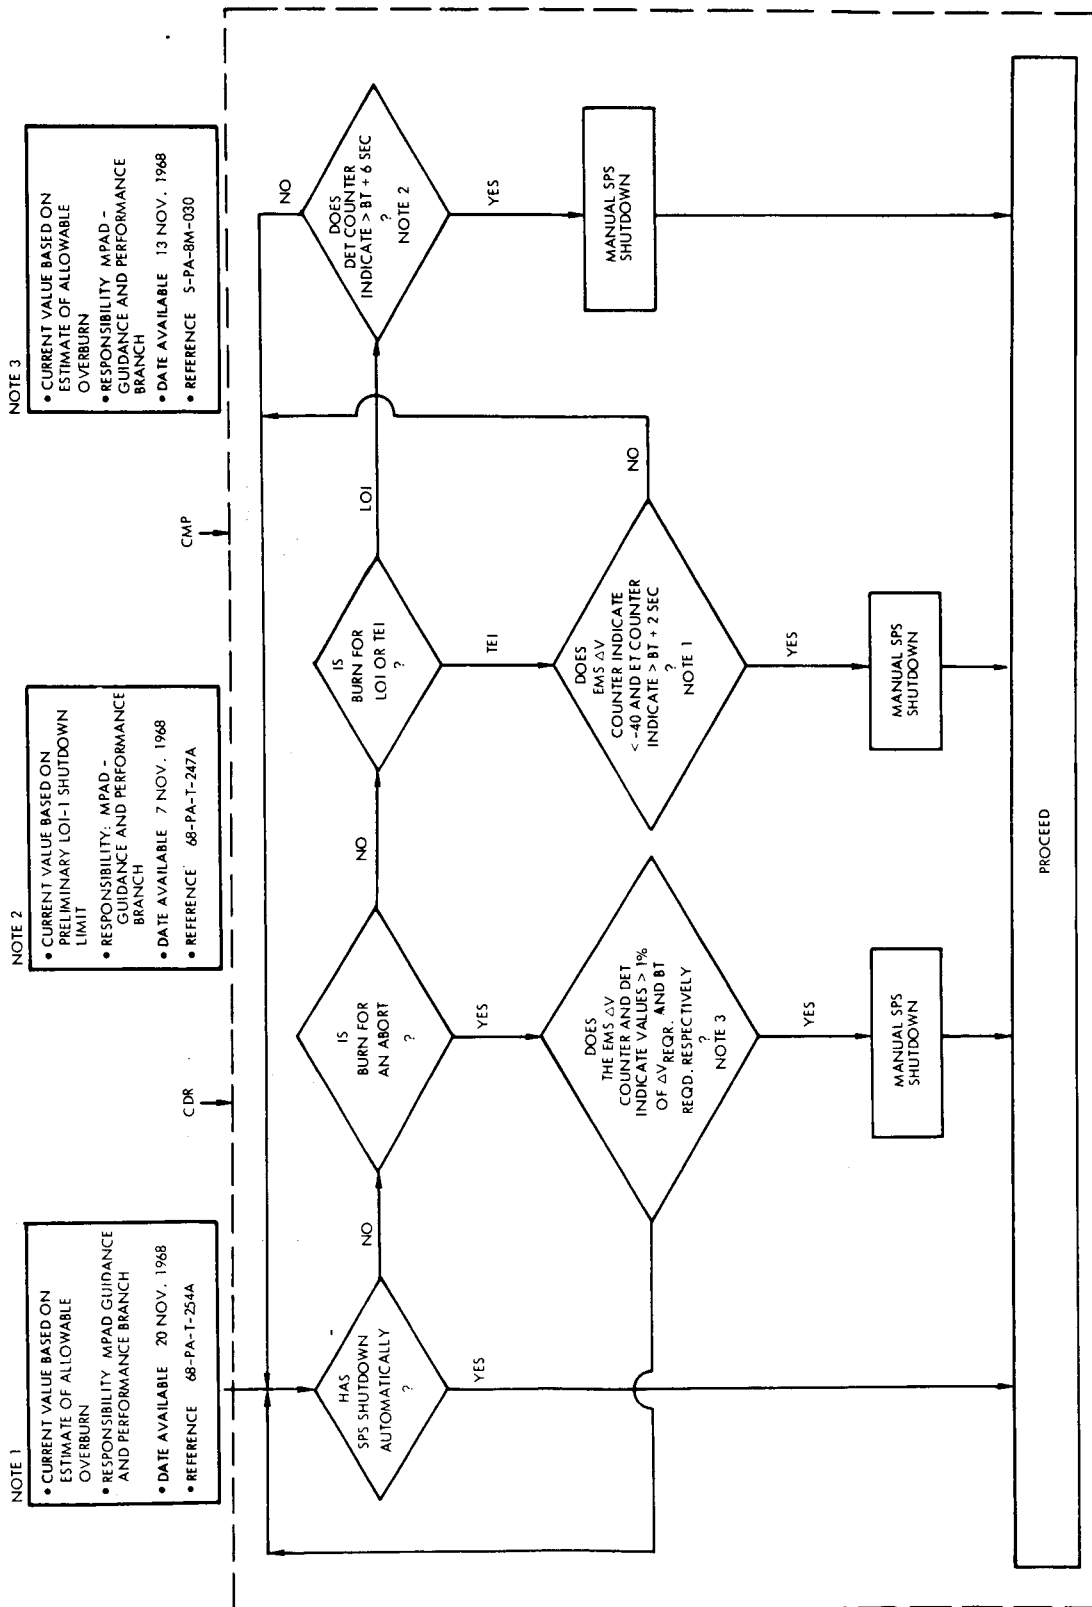 NOTE 1
• CURRENT VALUE BASED ON
ESTIMATE OF ALLOWABLE
OVERBURN
• RESPONSIBILITY MPAD GUIDANCE
AND PERFORMANCE BRANCH
• DATE AVAILABLE 20 NOV. 1968
• REFERENCE 68-PA-T-254A
NOTE 2
• CURRENT VALUE BASED ON
PRELIMINARY LOI-1 SHUTDOWN
LIMIT
• RESPONSIBILITY: MPAD -
GUIDANCE AND PERFORMANCE
BRANCH
• DATE AVAILABLE 7 NOV. 1968
• REFERENCE 68-PA-T-247A
NOTE 3
• CURRENT VALUE BASED ON
ESTIMATE OF ALLOWABLE
OVERBURN
• RESPONSIBILITY MPAD -
GUIDANCE AND PERFORMANCE
BRANCH
• DATE AVAILABLE 13 NOV. 1968
• REFERENCE S-PA-8M-030
CDR
CMP
HAS
SPS SHUTDOWN
AUTOMATICALLY
?
NO
YES
IS
BURN FOR
AN ABORT
?
NO
YES
IS
BURN FOR
LOI OR TEI
?
LOI
TEI
DOES
DET COUNTER
INDICATE > BT + 6 SEC
?
NOTE 2
NO
YES
DOES
THE EMS ΔV
COUNTER AND DET
INDICATE VALUES > 1%
OF ΔV REQR. AND BT
REQD. RESPECTIVELY
?
NOTE 3
YES
DOES
EMS ΔV
COUNTER INDICATE
< -40 AND ET COUNTER
INDICATE > BT + 2 SEC
?
NOTE 1
NO
YES
MANUAL SPS
SHUTDOWN
MANUAL SPS
SHUTDOWN
MANUAL SPS
SHUTDOWN
PROCEED